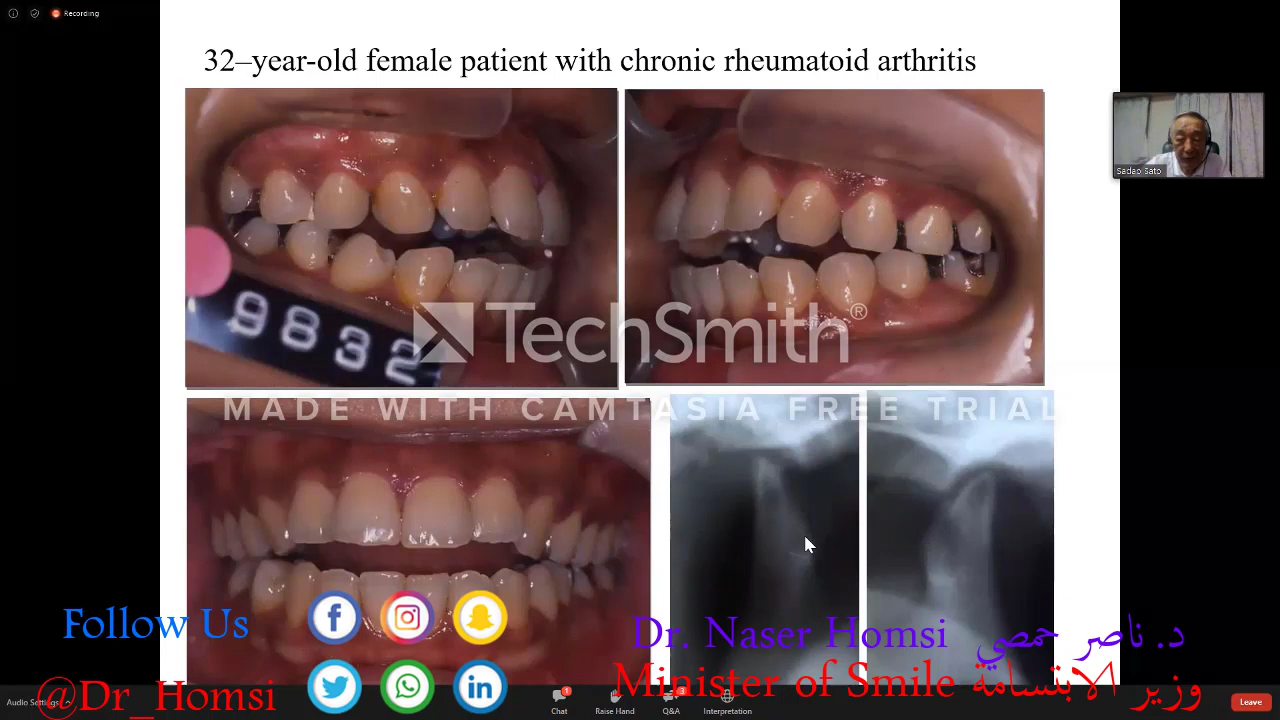 Recording
32–year-old female patient with chronic rheumatoid arthritis
Sadao Sato
9832
TechSmith®
MADE WITH CAMTASIA FREE TRIAL
Follow Us
Dr. Naser Homsi د. ناصر حمصي
@Dr_Homsi
Minister of Smile وزير الابتسامة
Audio Settings
Chat
1
Raise Hand
Q&A
3
Interpretation
Leave